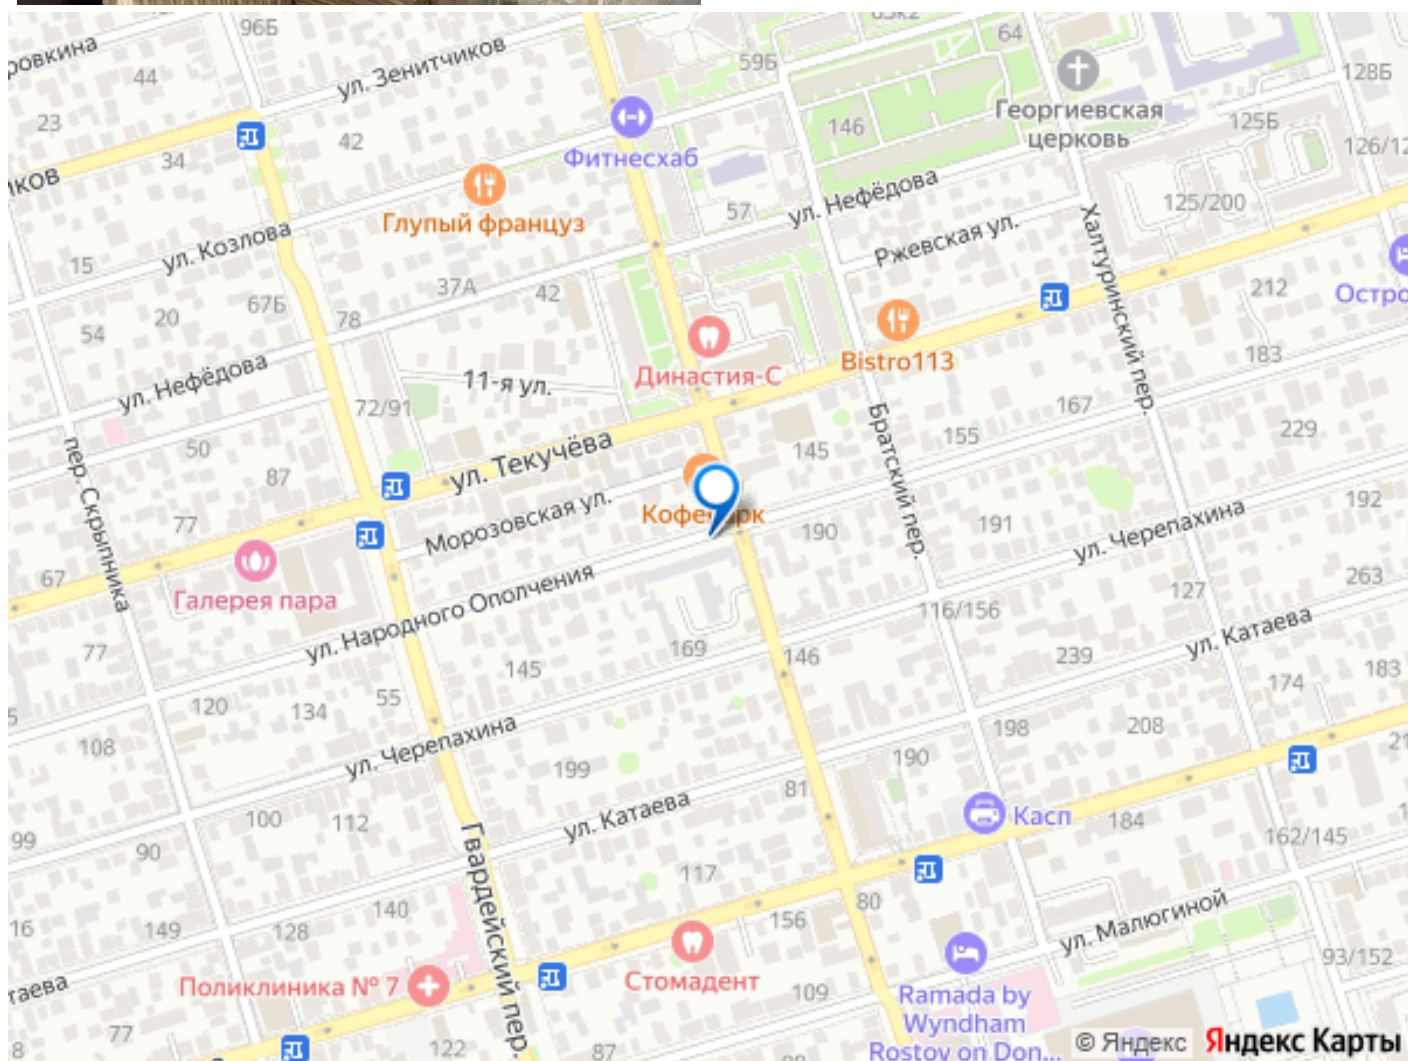 96Б
ул. Зенитчиков
59Б
64
128Б
44
23
34
42
Фитнесхаб
146
Георгиевская
церковь
125Б
Глупый француз
57
ул. Нефёдова
125/200
ул. Козлова
Ржевская ул.
Халтуринский пер.
15
67Б
37А
42
212
54
20
78
Bistro113
183
ул. Нефёдова
11-я ул.
Династия-С
72/91
167
50
87
ул. Текучёва
145
155
229
Братский пер.
пер. Скрыпника
77
Морозовская ул.
190
191
192
ул. Черепахина
67
Галерея пара
ул. Народного Ополчения
127
263
116/156
ул. Катаева
77
145
169
146
239
183
174
120
134
55
108
198
208
ул. Черепахина
199
190
81
100
112
ул. Катаева
Касп
184
162/145
99
90
Гвардейский пер.
117
80
140
156
ул. Малюгиной
16
149
128
93/152
Поликлиника № 7
Стомадент
109
Ramada by
Wyndham
Rostov on Don...
77
122
87
© Яндекс Яндекс Карты